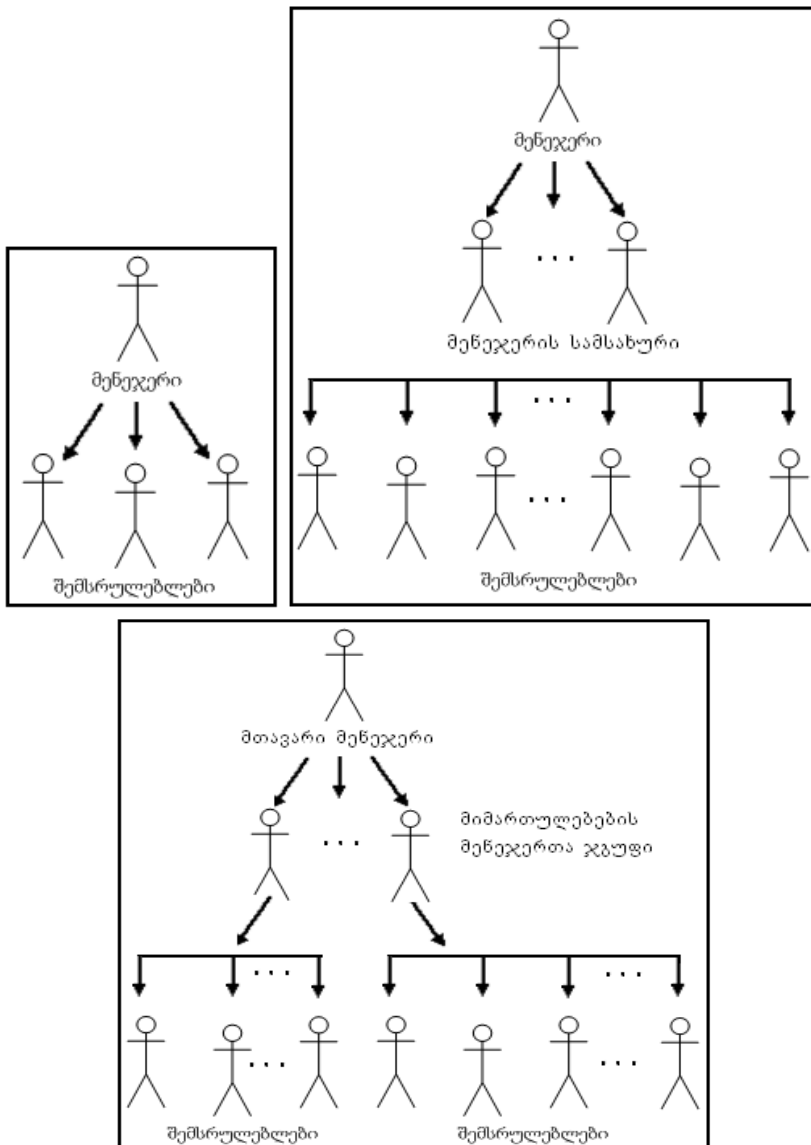 მენეჯერი
შემსრულებლები
მენეჯერი
მენეჯერის სამსახური
შემსრულებლები
მთავარი მენეჯერი
მიმართულებების
მენეჯერთა ჯგუფი
შემსრულებლები
შემსრულებლები